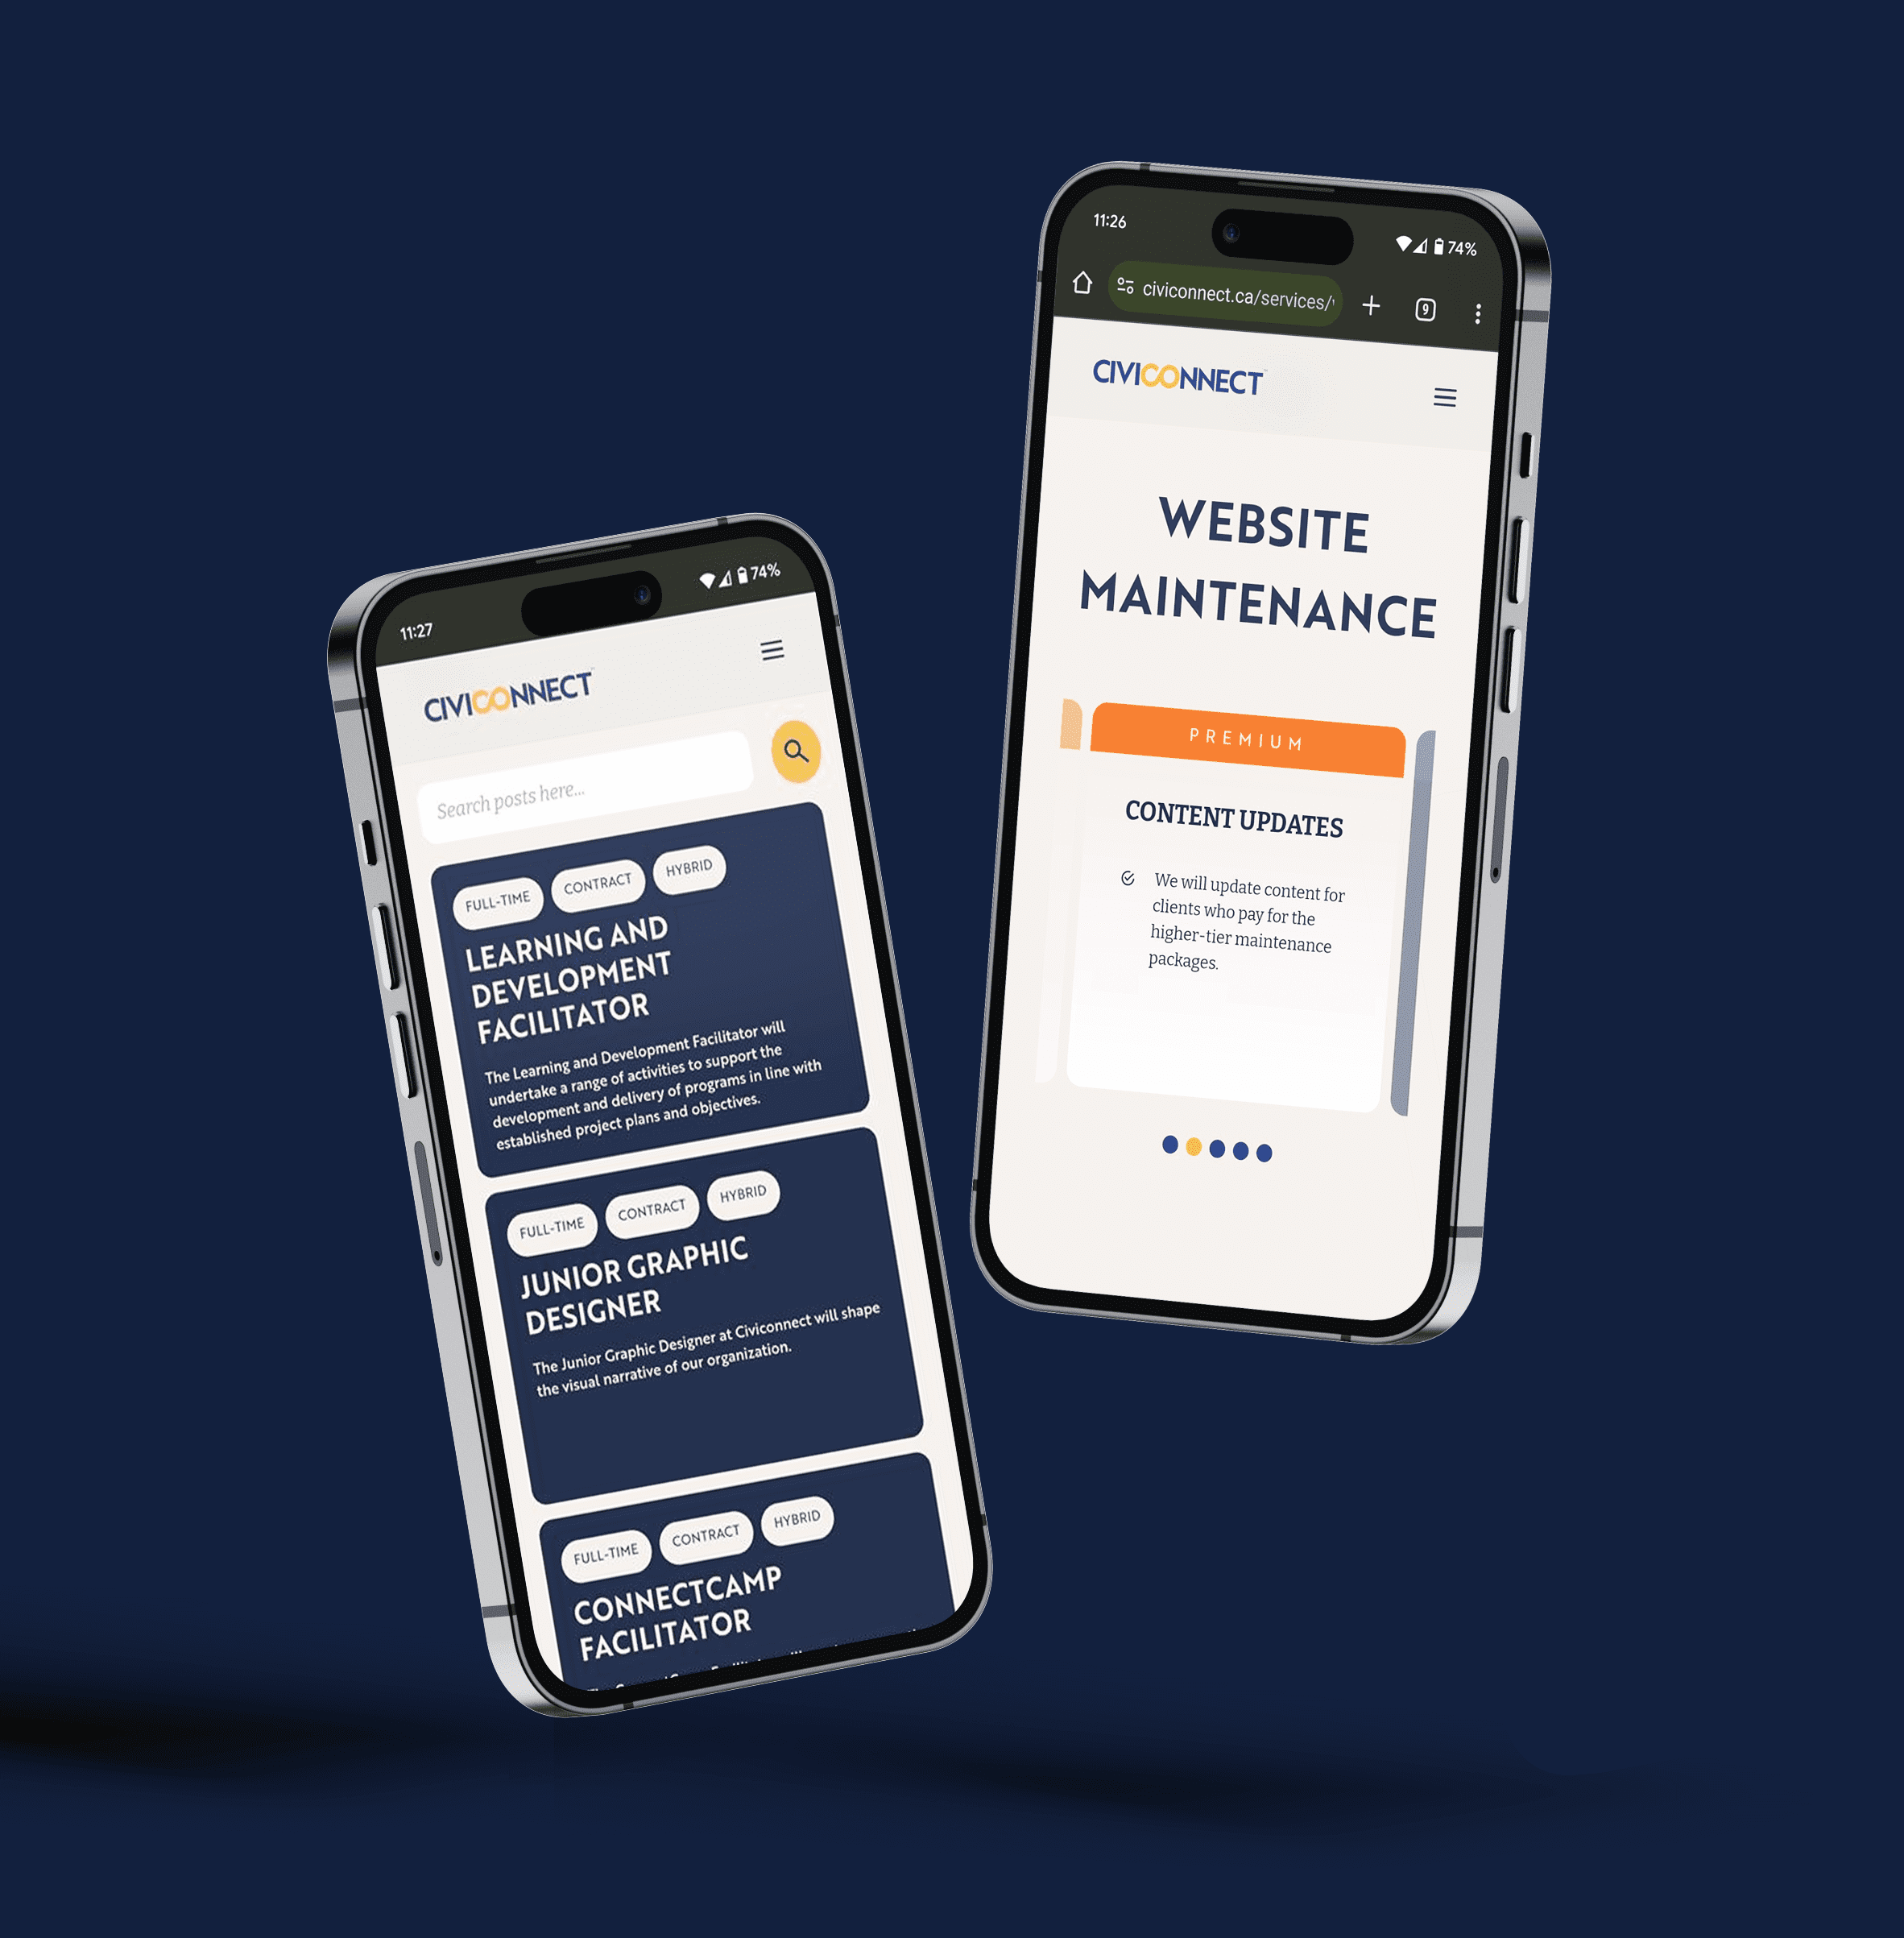 11:27
74%
CIVICONNECT
Search posts here...
FULL-TIME CONTRACT HYBRID
LEARNING AND
DEVELOPMENT
FACILITATOR
The Learning and Development Facilitator will
undertake a range of activities to support the
development and delivery of programs in line with
established project plans and objectives.
FULL-TIME CONTRACT HYBRID
JUNIOR GRAPHIC
DESIGNER
The Junior Graphic Designer at Civiconnect will shape
the visual narrative of our organization.
FULL-TIME CONTRACT HYBRID
CONNECTCAMP
FACILITATOR
11:26
74%
civiconnect.ca/services/
9
CIVICONNECT
WEBSITE
MAINTENANCE
PREMIUM
CONTENT UPDATES
We will update content for
clients who pay for the
higher-tier maintenance
packages.